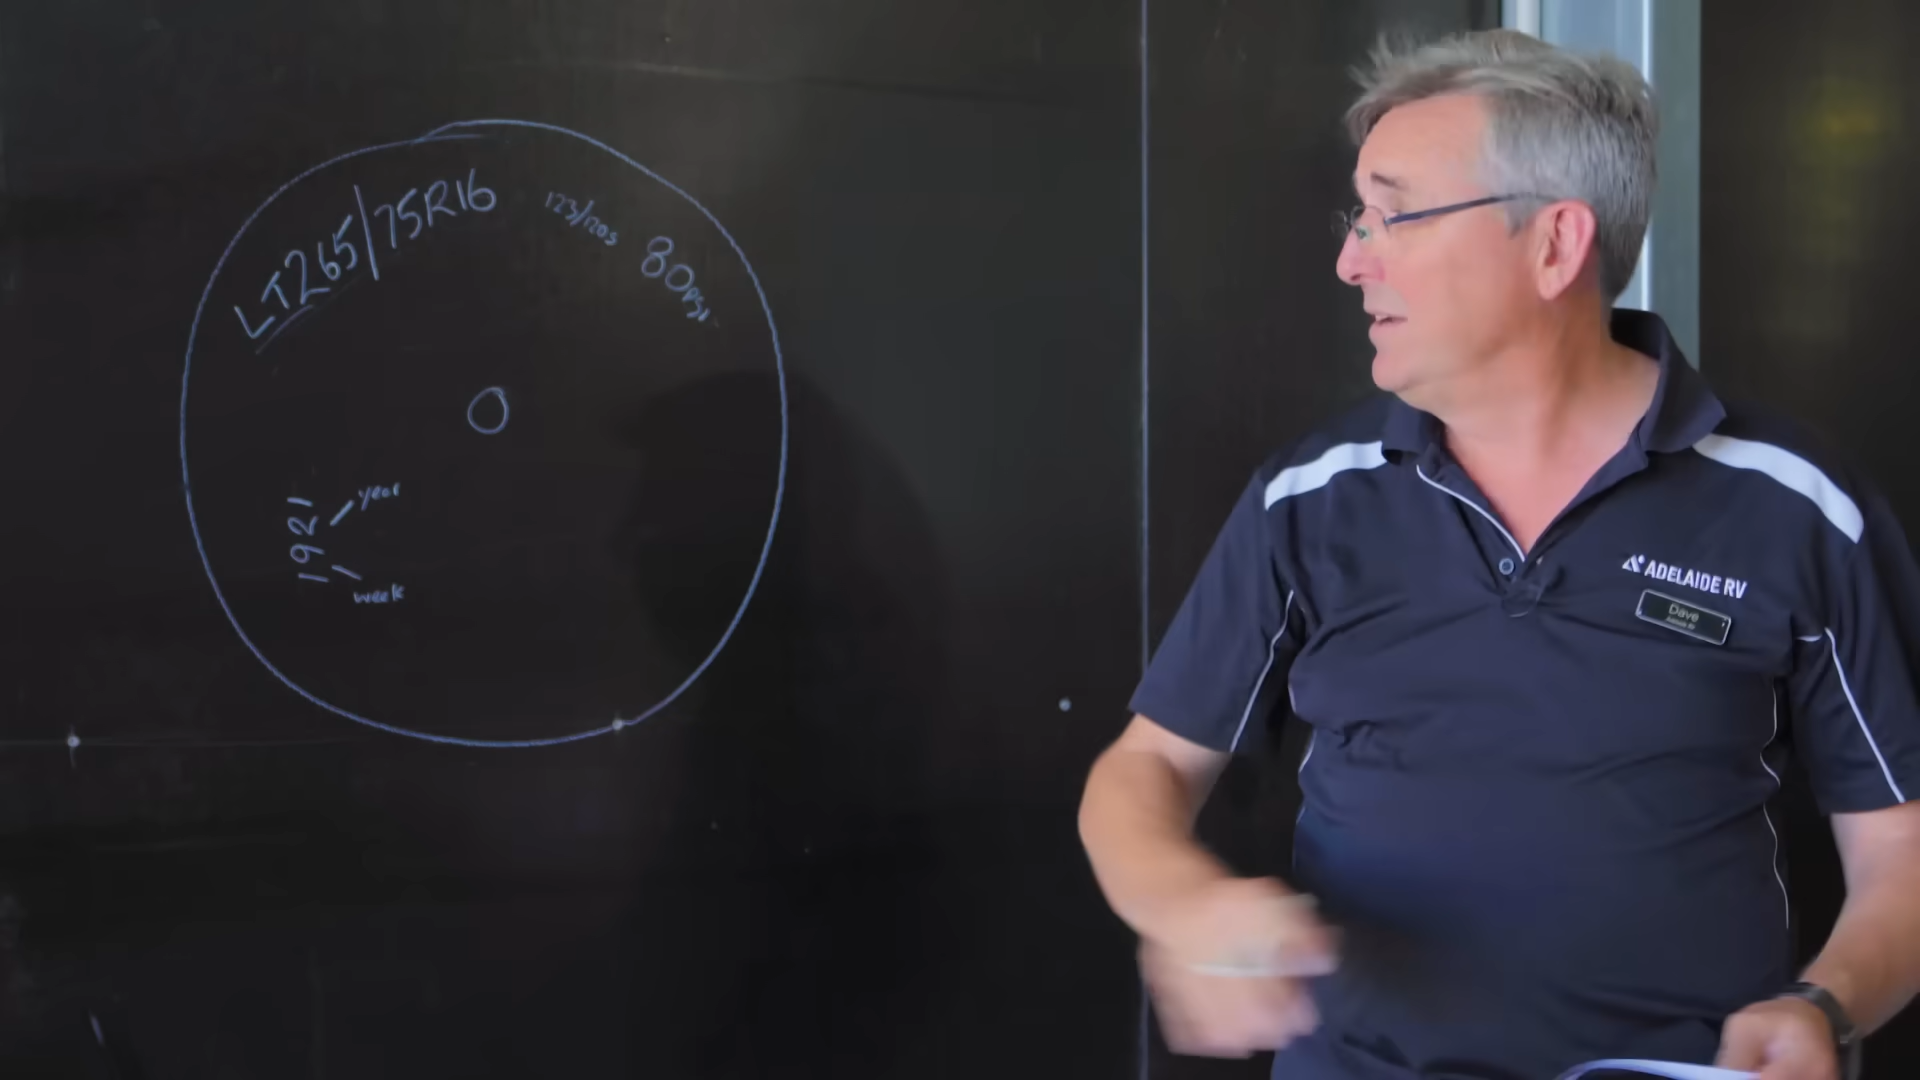 LT265/75R16
123/120S
80psi
1921
year
week
ADELAIDE RV
Dave